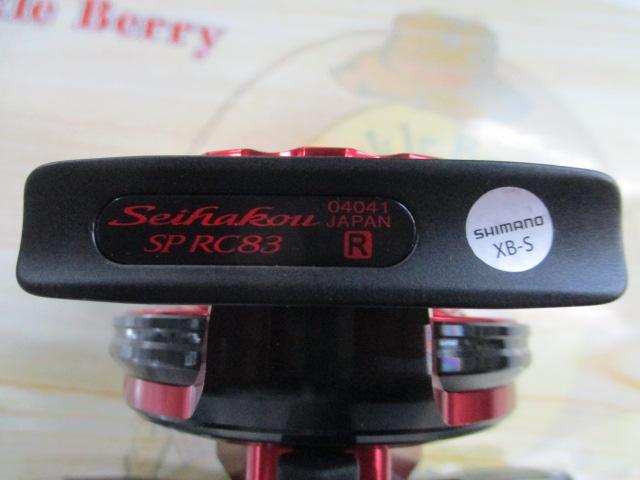 le Berry
Seihakou 04041
JAPAN
SP RC83 R
SHIMANO
XB-S